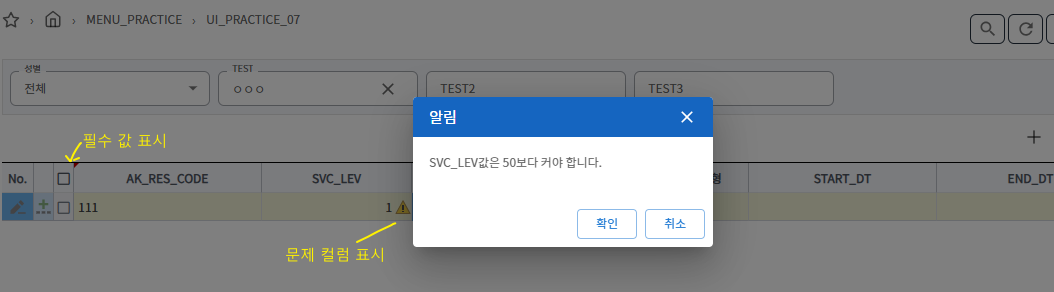 MENU_PRACTICE › UI_PRACTICE_07
성별
전체
TEST
ㅇㅇㅇ
TEST2
TEST3
알림
SVC_LEV값은 50보다 커야 합니다.
확인
취소
필수 값 표시
No.
AK_RES_CODE
SVC_LEV
형
START_DT
END_DT
111
1
문제 컬럼 표시